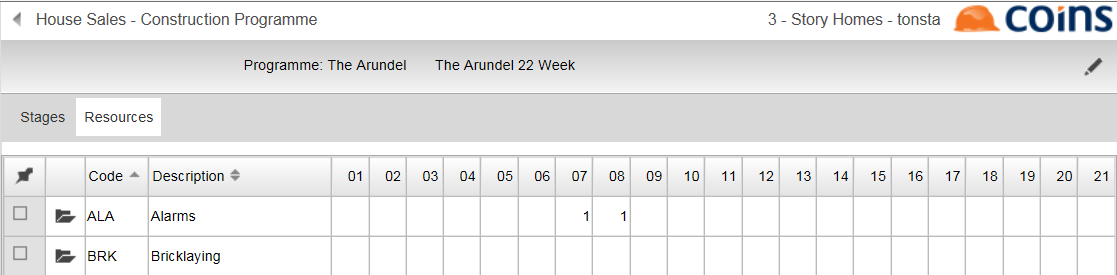 House Sales - Construction Programme 3 - Story Homes - tonsta coins
Programme: The Arundel The Arundel 22 Week
Stages Resources
Code Description 01 02 03 04 05 06 07 08 09 10 11 12 13 14 15 16 17 18 19 20 21
ALA Alarms 1 1
BRK Bricklaying